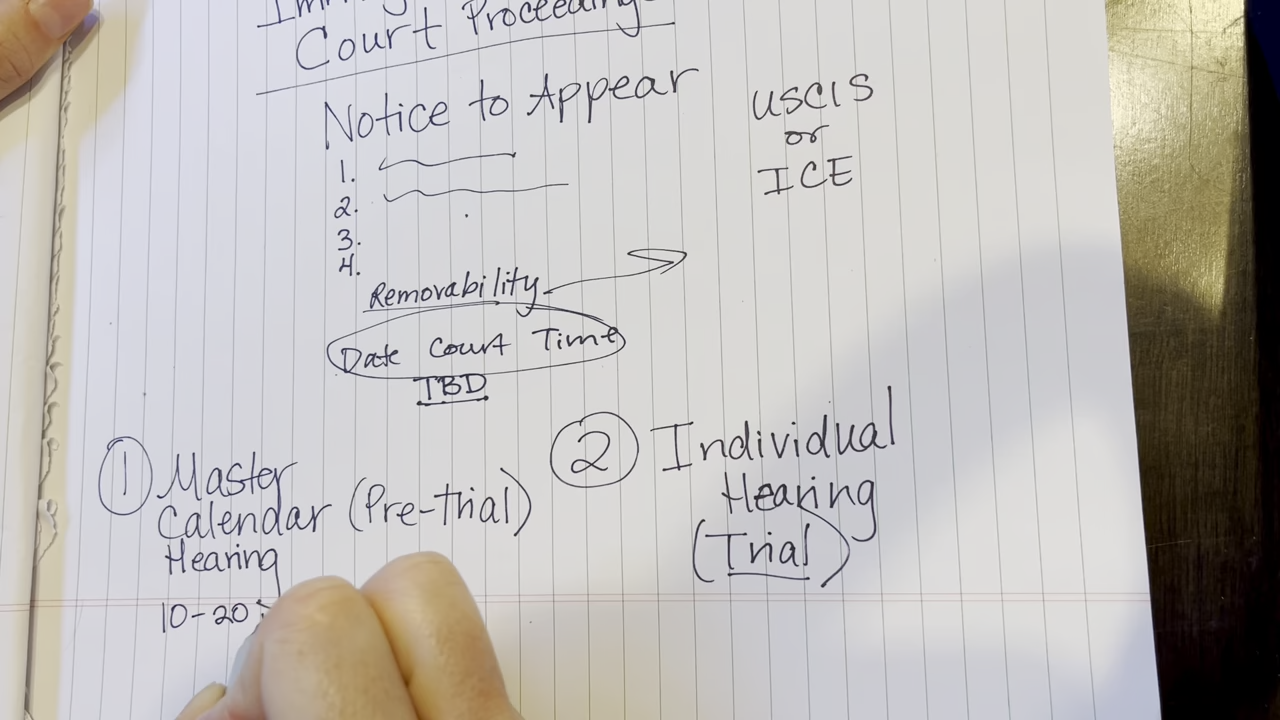 Court Proceedings
Notice to Appear
USCIS
or
ICE
1.
2.
3.
4.
Removability
Date Court Time
TBD
1 Master
Calendar (Pre-trial)
Hearing
10-20
2 Individual
Hearing
(Trial)